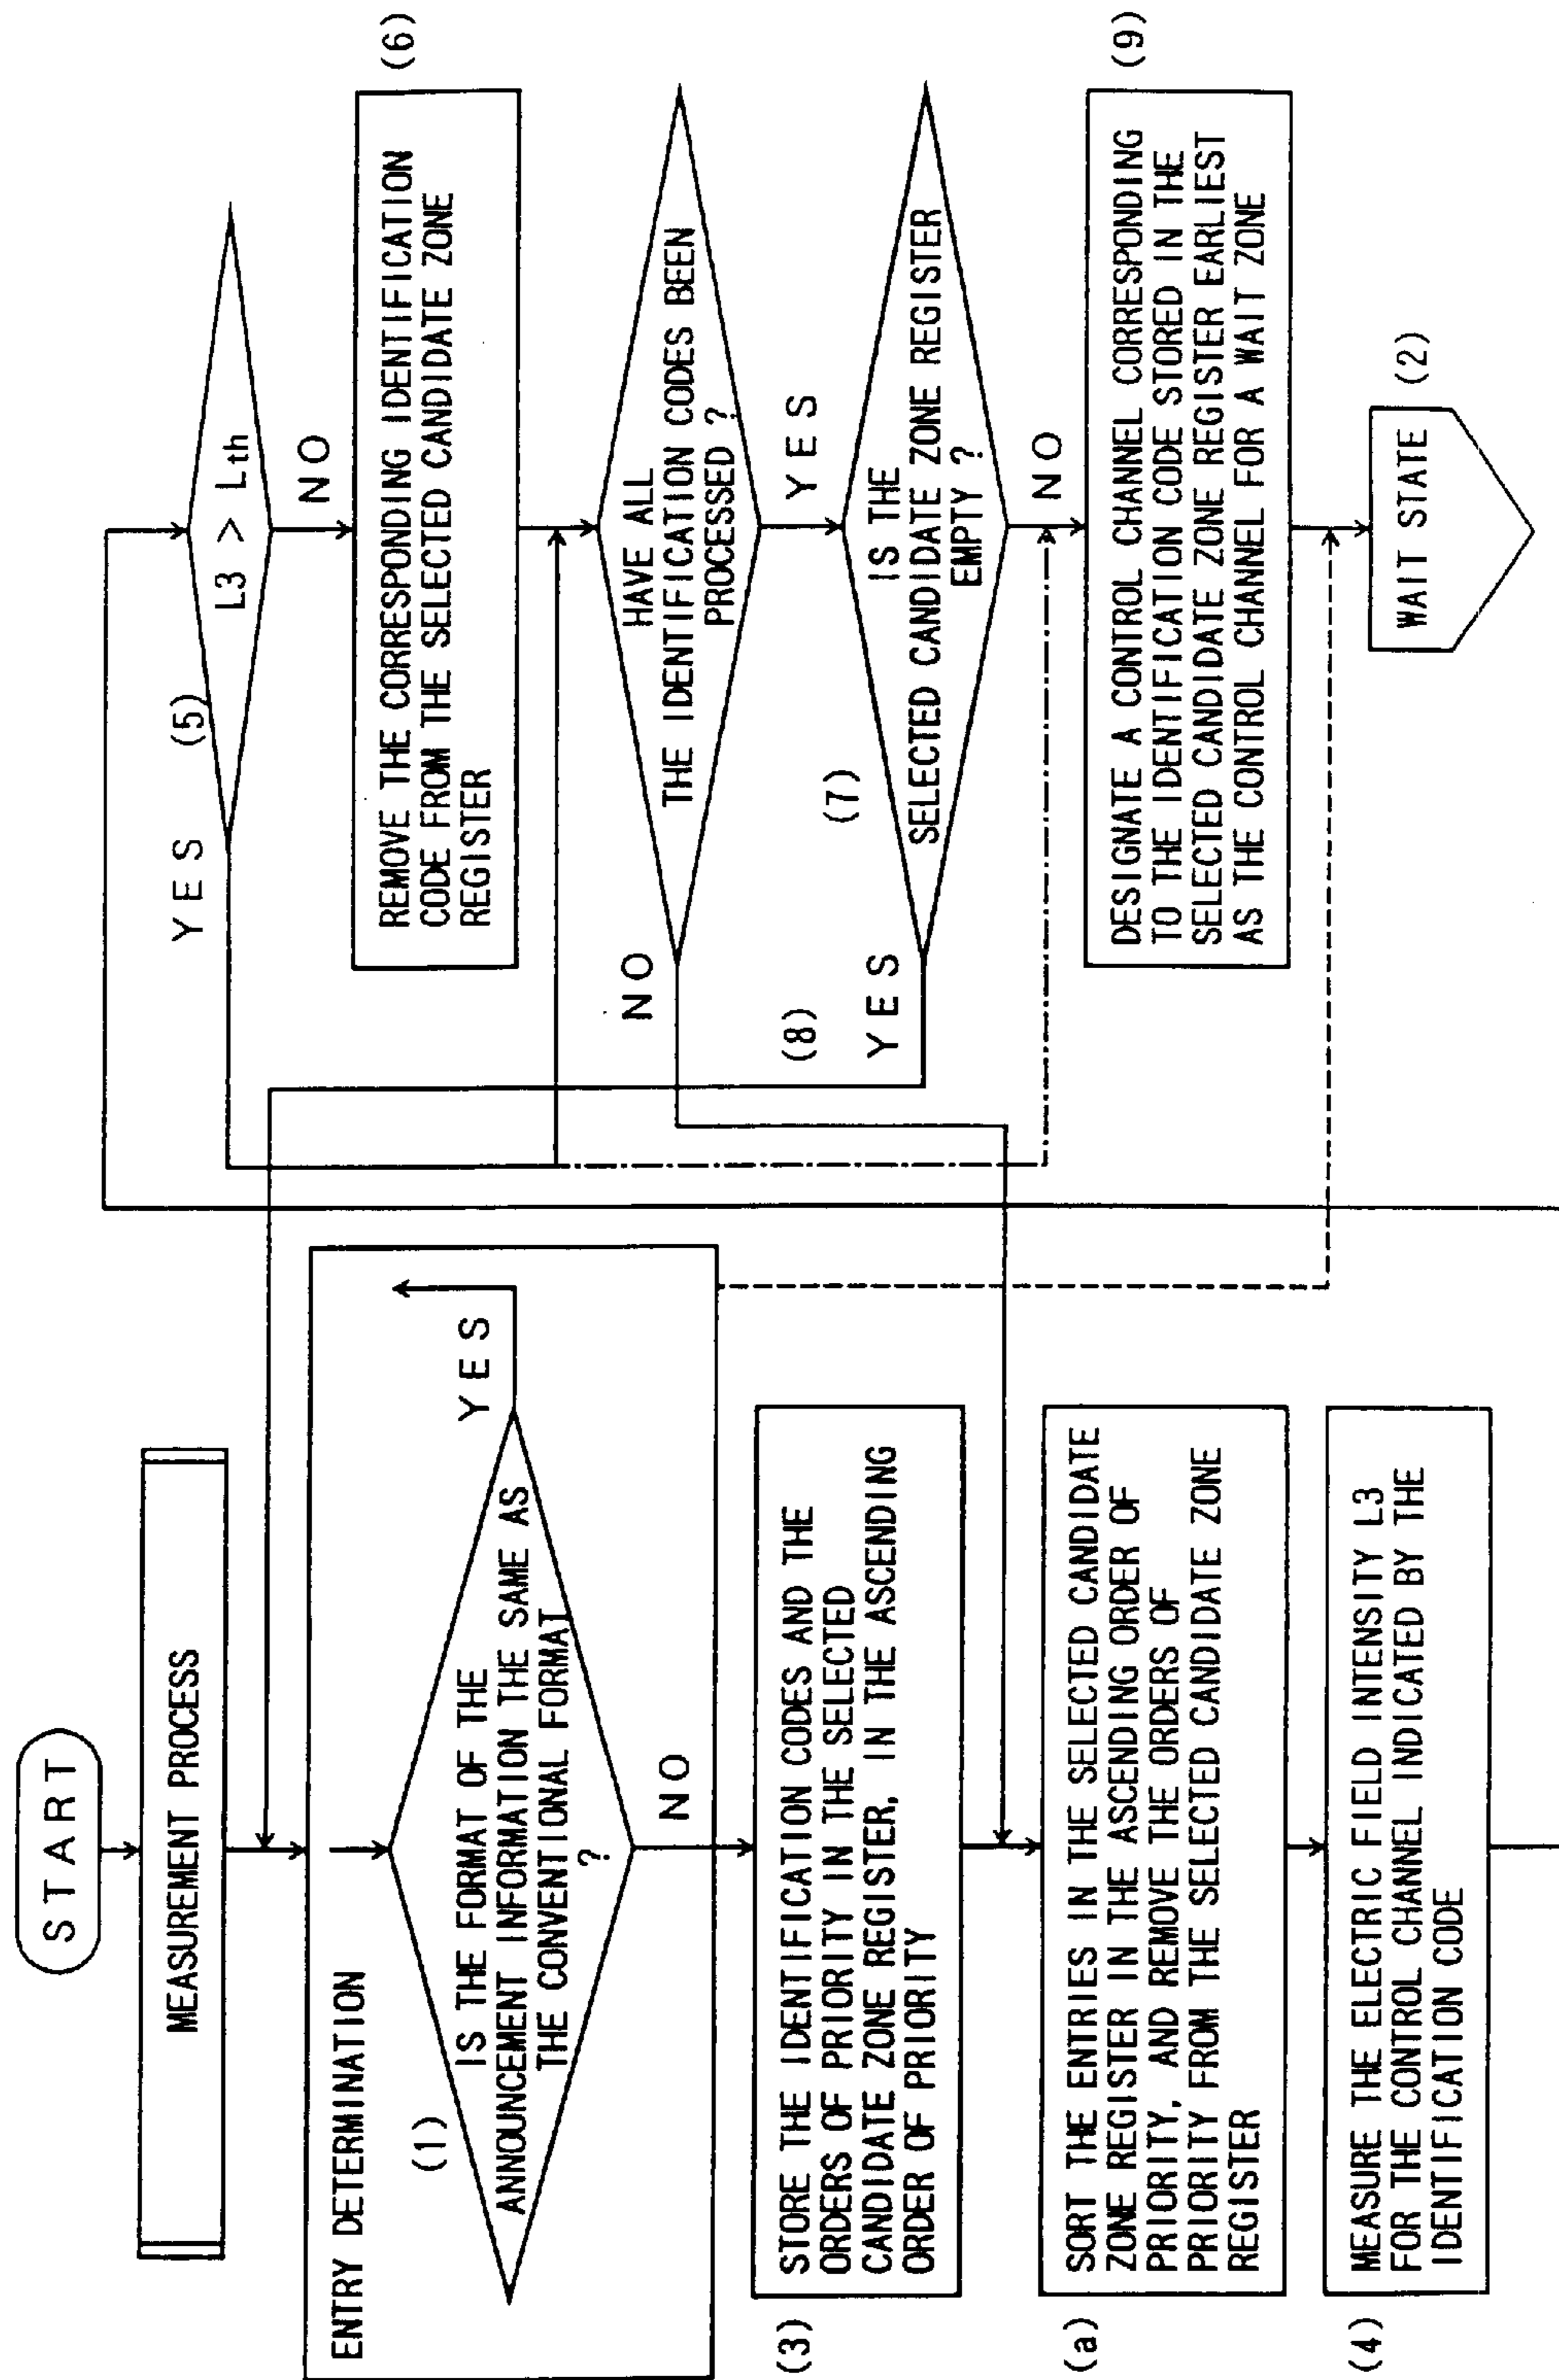 START
MEASUREMENT PROCESS
ENTRY DETERMINATION
(1)
IS THE FORMAT OF THE
ANNOUNCEMENT INFORMATION THE SAME AS
THE CONVENTIONAL FORMAT
?
YES
NO
(3)
STORE THE IDENTIFICATION CODES AND THE
ORDERS OF PRIORITY IN THE SELECTED
CANDIDATE ZONE REGISTER, IN THE ASCENDING
ORDER OF PRIORITY
(a)
SORT THE ENTRIES IN THE SELECTED CANDIDATE
ZONE REGISTER IN THE ASCENDING ORDER OF
PRIORITY, AND REMOVE THE ORDERS OF
PRIORITY FROM THE SELECTED CANDIDATE ZONE
REGISTER
(4)
MEASURE THE ELECTRIC FIELD INTENSITY L3
FOR THE CONTROL CHANNEL INDICATED BY THE
IDENTIFICATION CODE
YES (5)
L3 > Lth
NO
(6)
REMOVE THE CORRESPONDING IDENTIFICATION
CODE FROM THE SELECTED CANDIDATE ZONE
REGISTER
HAVE ALL
THE IDENTIFICATION CODES BEEN
PROCESSED ?
NO
YES
(7)
(8)
IS THE
SELECTED CANDIDATE ZONE REGISTER
EMPTY ?
YES
NO
(9)
DESIGNATE A CONTROL CHANNEL CORRESPONDING
TO THE IDENTIFICATION CODE STORED IN THE
SELECTED CANDIDATE ZONE REGISTER EARLIEST
AS THE CONTROL CHANNEL FOR A WAIT ZONE
WAIT STATE (2)